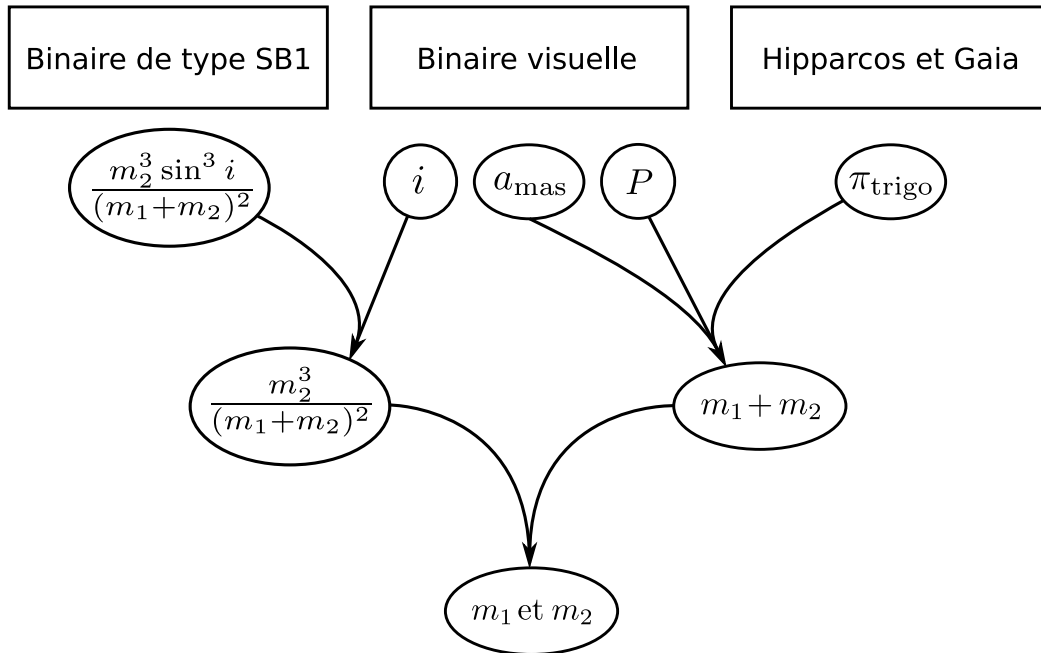 Binaire de type SB1
Binaire visuelle
Hipparcos et Gaia
m₂³ sin³ i / (m₁+m₂)²
i
a_mas
P
π_trigo
m₂³ / (m₁+m₂)²
m₁ + m₂
m₁ et m₂